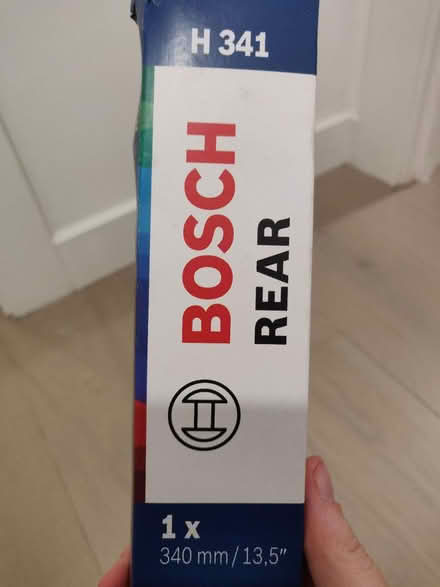 H 341
BOSCH
REAR
1 x
340 mm/13,5"